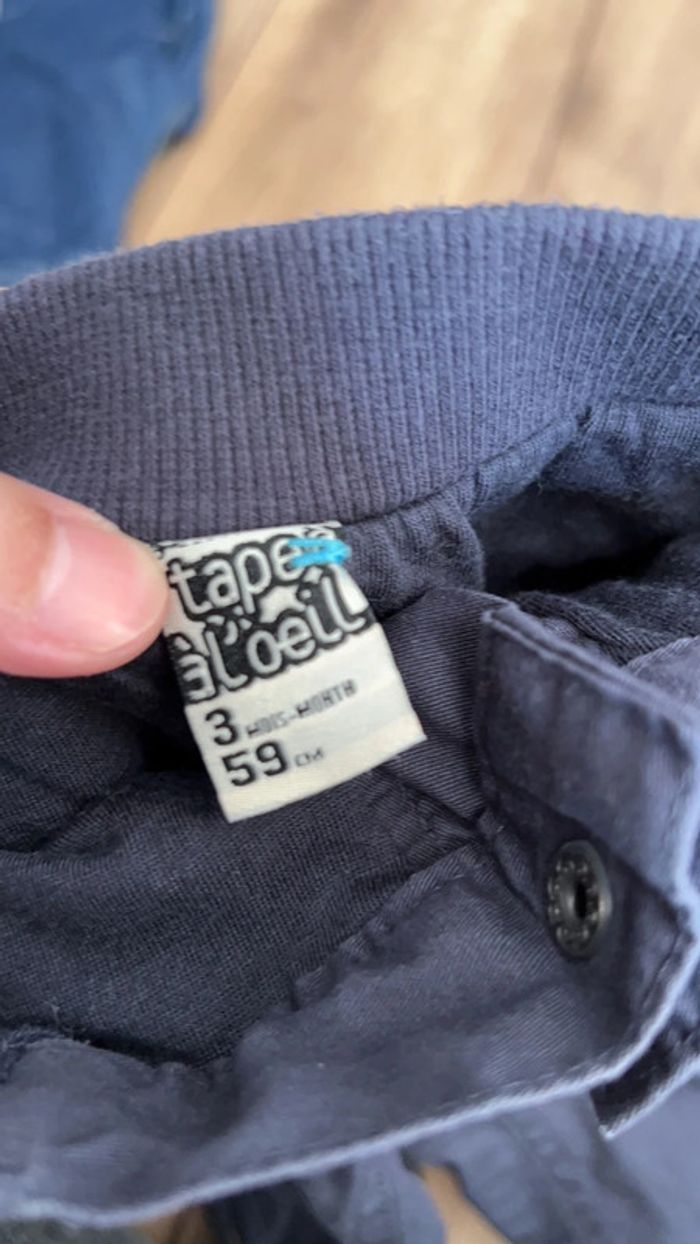 tape
à l'oeil
3 MOIS-MONTH
59 CM